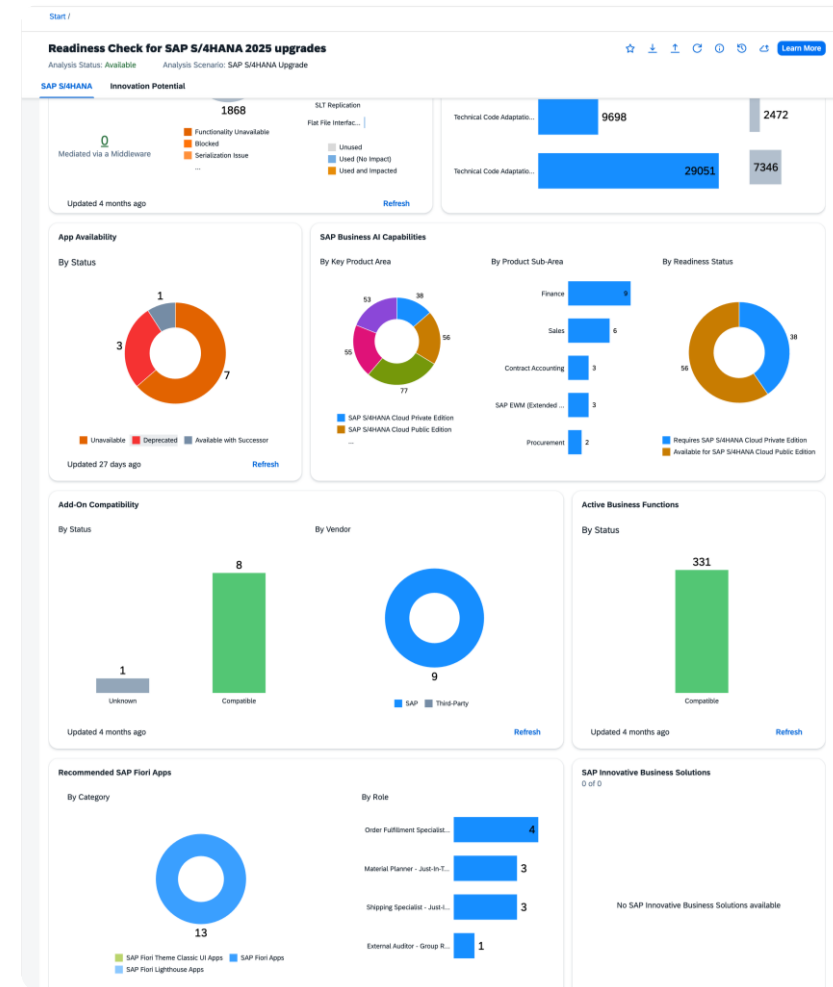 Start /
Readiness Check for SAP S/4HANA 2025 upgrades
Learn More
Analysis Status: Available Analysis Scenario: SAP S/4HANA Upgrade
SAP S/4HANA Innovation Potential
0
Mediated via a Middleware
1868
Functionality Unavailable
Blocked
Serialization Issue
...
SLT Replication
Flat File Interfac...
Unused
Used (No Impact)
Used and Impacted
Updated 4 months ago
Refresh
Technical Code Adaptatio...
9698
2472
Technical Code Adaptatio...
29051
7346
App Availability
By Status
1
3
7
Unavailable Deprecated Available with Successor
Updated 27 days ago
Refresh
SAP Business AI Capabilities
By Key Product Area
53
38
56
55
77
SAP S/4HANA Cloud Private Edition
SAP S/4HANA Cloud Public Edition
...
By Product Sub-Area
Finance
9
Sales
6
Contract Accounting
3
SAP EWM (Extended ...
3
Procurement
2
By Readiness Status
38
56
Requires SAP S/4HANA Cloud Private Edition
Available for SAP S/4HANA Cloud Public Edition
Add-On Compatibility
By Status
1
8
Unknown
Compatible
By Vendor
9
SAP Third-Party
Updated 4 months ago
Refresh
Active Business Functions
By Status
331
Compatible
Updated 4 months ago
Refresh
Recommended SAP Fiori Apps
By Category
13
SAP Fiori Theme Classic UI Apps SAP Fiori Apps
SAP Fiori Lighthouse Apps
By Role
Order Fulfillment Specialist...
4
Material Planner - Just-In-T...
3
Shipping Specialist - Just-I...
3
External Auditor - Group R...
1
SAP Innovative Business Solutions
0 of 0
No SAP Innovative Business Solutions available